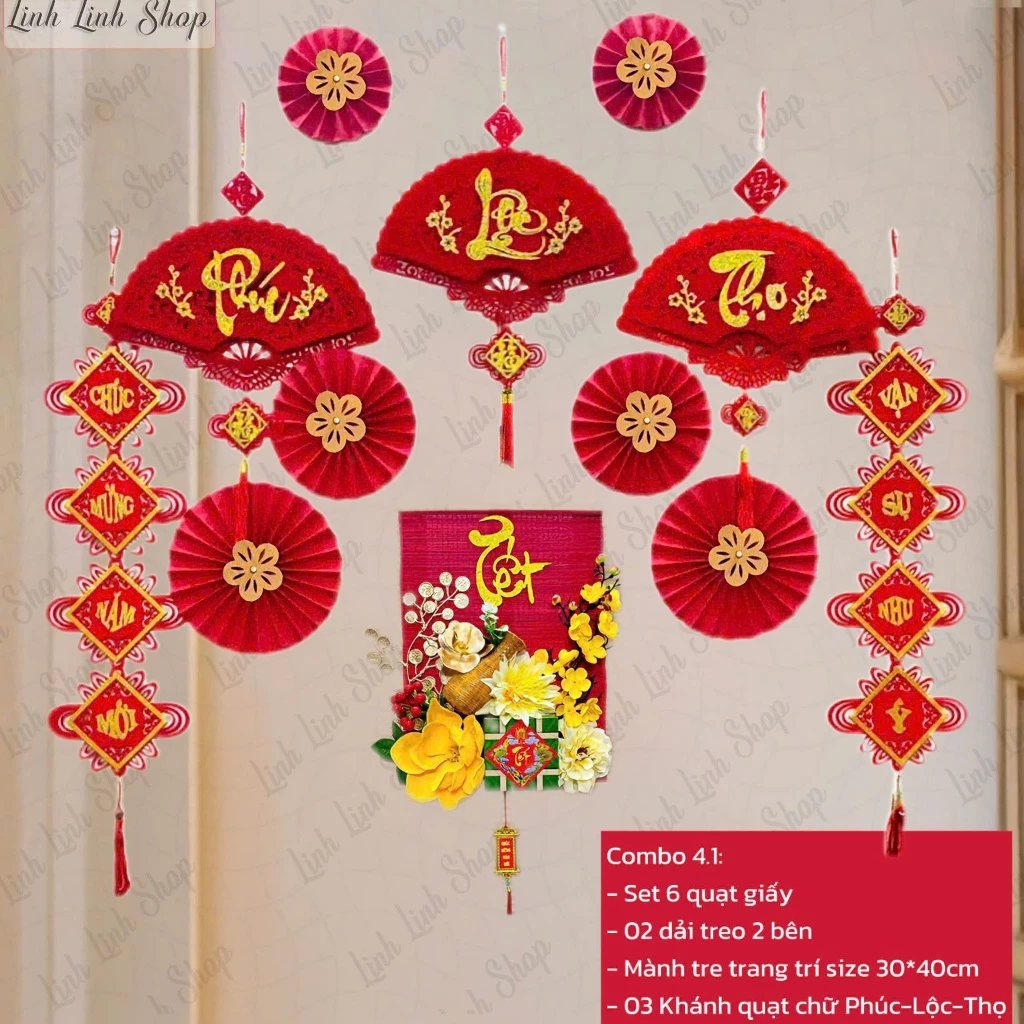 Linh Linh Shop
Lộc
Phúc
Thọ
CHÚC
MỪNG
NĂM
MỚI
VẠN
SỰ
NHƯ
Ý
Tết
Tết
Combo 4.1:
- Set 6 quạt giấy
- 02 dải treo 2 bên
- Mành tre trang trí size 30*40cm
- 03 Khánh quạt chữ Phúc-Lộc-Thọ